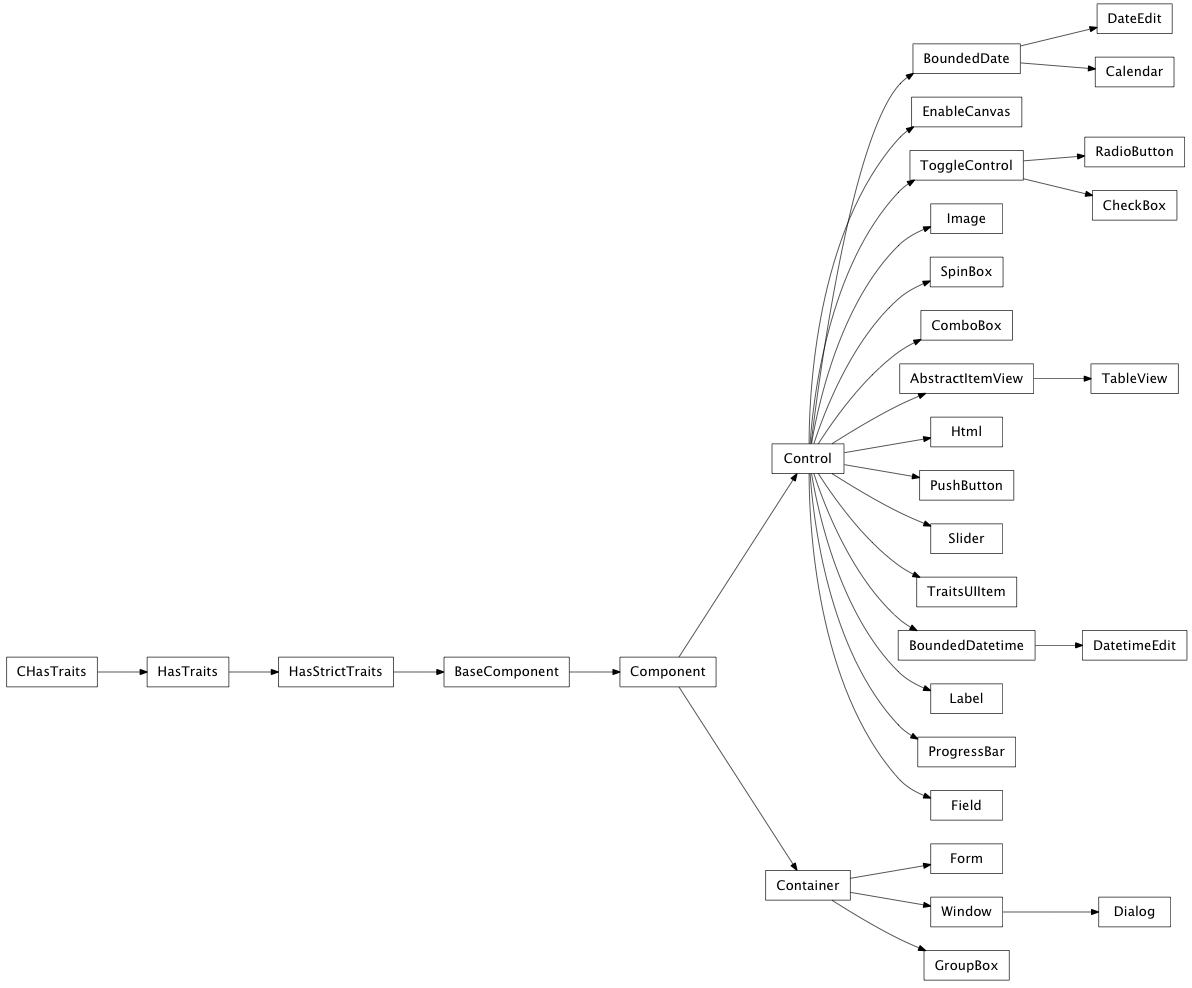 DateEdit
BoundedDate
Calendar
EnableCanvas
RadioButton
ToggleControl
CheckBox
Image
SpinBox
ComboBox
AbstractItemView
TableView
Html
Control
PushButton
Slider
TraitsUIItem
BoundedDatetime
DatetimeEdit
CHasTraits
HasTraits
HasStrictTraits
BaseComponent
Component
Label
ProgressBar
Field
Form
Container
Window
Dialog
GroupBox